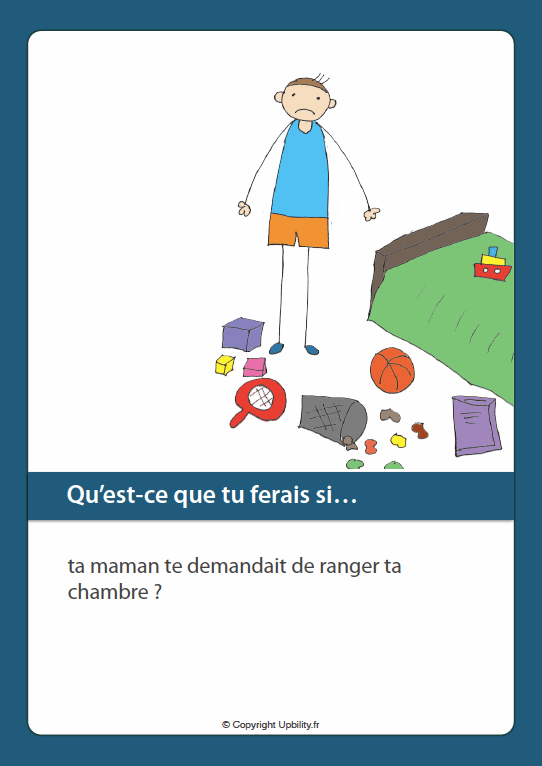 Qu’est-ce que tu ferais si…
ta maman te demandait de ranger ta
chambre ?
© Copyright Upbility.fr